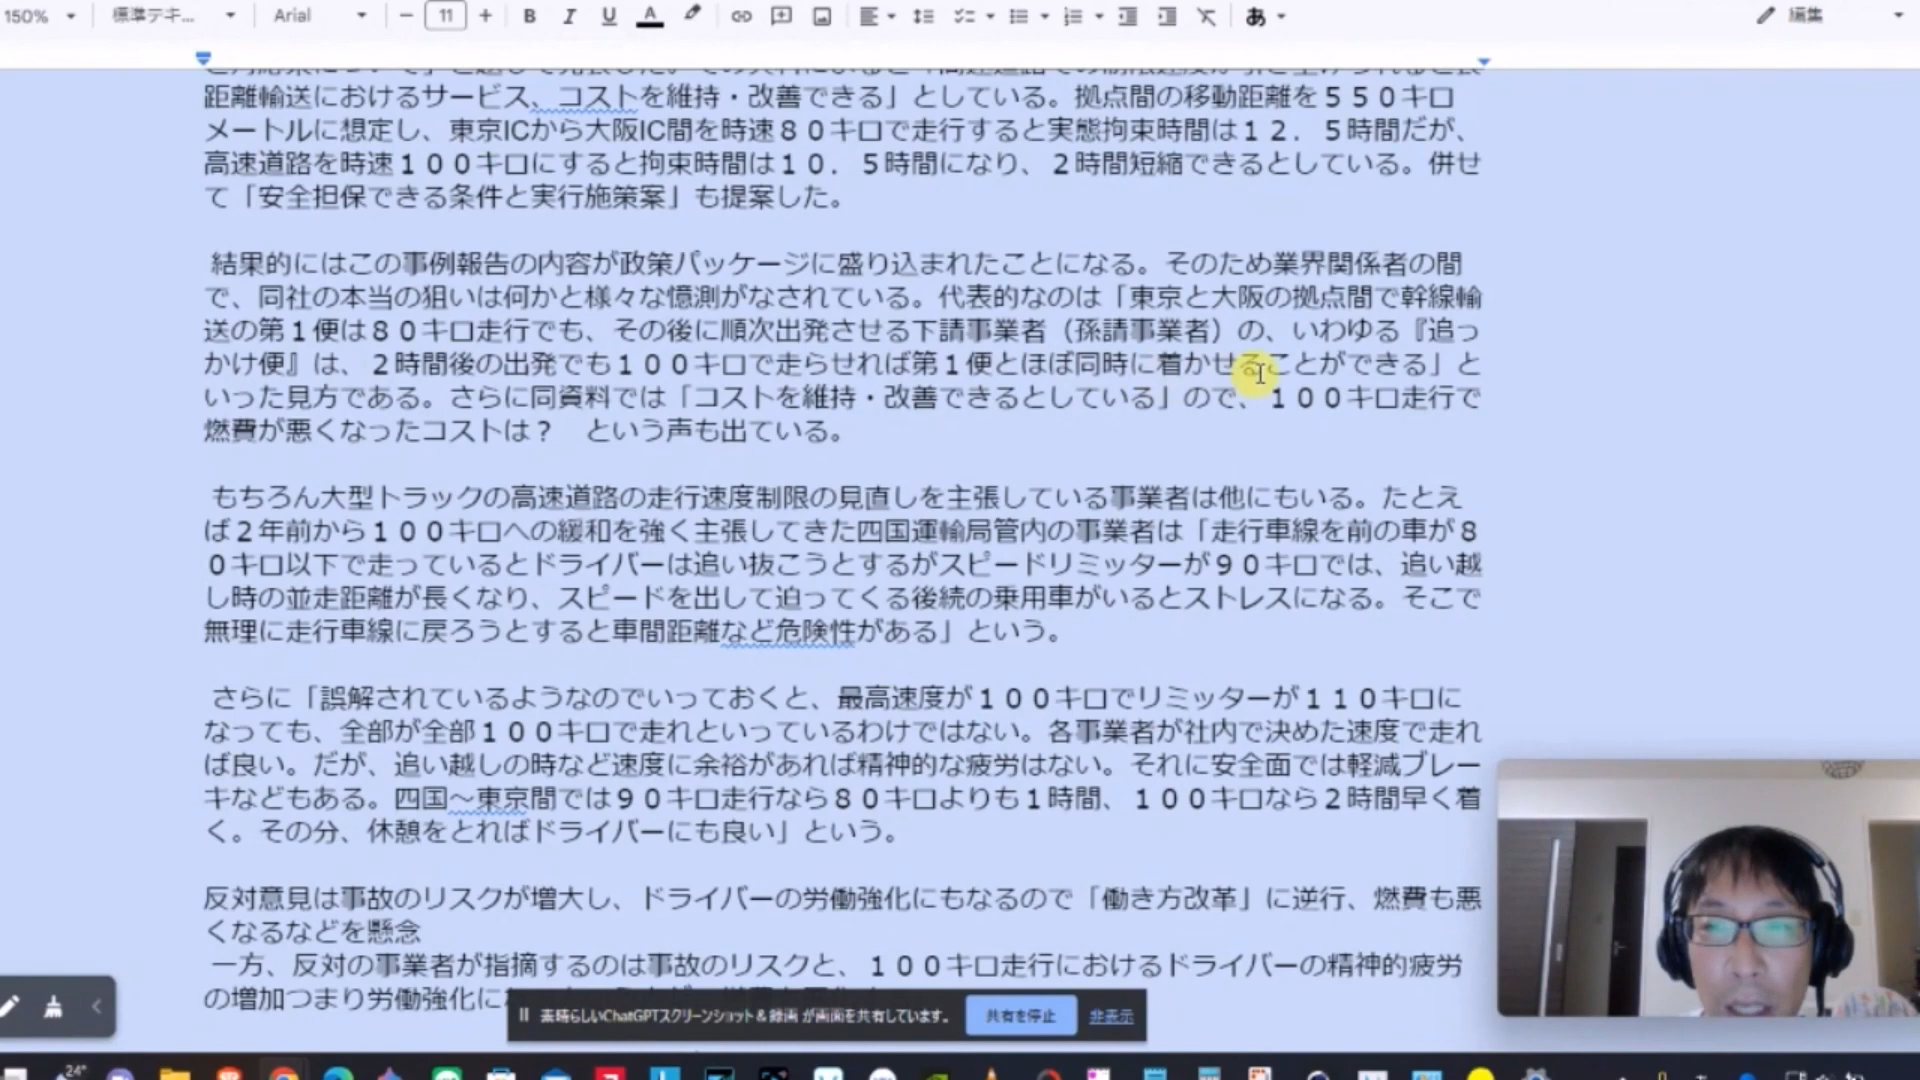 150%
標準テキ...
Arial
11
B I U A
あ
編集
距離輸送におけるサービス、コストを維持・改善できる」としている。拠点間の移動距離を５５０キロ
メートルに想定し、東京ICから大阪IC間を時速８０キロで走行すると実態拘束時間は１２．５時間だが、
高速道路を時速１００キロにすると拘束時間は１０．５時間になり、２時間短縮できるとしている。併せ
て「安全担保できる条件と実行施策案」も提案した。
結果的にはこの事例報告の内容が政策パッケージに盛り込まれたことになる。そのため業界関係者の間
で、同社の本当の狙いは何かと様々な憶測がなされている。代表的なのは「東京と大阪の拠点間で幹線輸
送の第１便は８０キロ走行でも、その後に順次出発させる下請事業者（孫請事業者）の、いわゆる『追っ
かけ便』は、２時間後の出発でも１００キロで走らせれば第１便とほぼ同時に着かせることができる」と
いった見方である。さらに同資料では「コストを維持・改善できるとしている」ので、１００キロ走行で
燃費が悪くなったコストは？　という声も出ている。
もちろん大型トラックの高速道路の走行速度制限の見直しを主張している事業者は他にもいる。たとえ
ば２年前から１００キロへの緩和を強く主張してきた四国運輸局管内の事業者は「走行車線を前の車が８
０キロ以下で走っているとドライバーは追い抜こうとするがスピードリミッターが９０キロでは、追い越
し時の並走距離が長くなり、スピードを出して迫ってくる後続の乗用車がいるとストレスになる。そこで
無理に走行車線に戻ろうとすると車間距離など危険性がある」という。
さらに「誤解されているようなのでいっておくと、最高速度が１００キロでリミッターが１１０キロに
なっても、全部が全部１００キロで走れといっているわけではない。各事業者が社内で決めた速度で走れ
ば良い。だが、追い越しの時など速度に余裕があれば精神的な疲労はない。それに安全面では軽減ブレー
キなどもある。四国～東京間では９０キロ走行なら８０キロよりも１時間、１００キロなら２時間早く着
く。その分、休憩をとればドライバーにも良い」という。
反対意見は事故のリスクが増大し、ドライバーの労働強化にもなるので「働き方改革」に逆行、燃費も悪
くなるなどを懸念
一方、反対の事業者が指摘するのは事故のリスクと、１００キロ走行におけるドライバーの精神的疲労
の増加つまり労働強化に
素晴らしいChatGPTスクリーンショット＆録画 が画面を共有しています。
共有を停止
非表示
24°